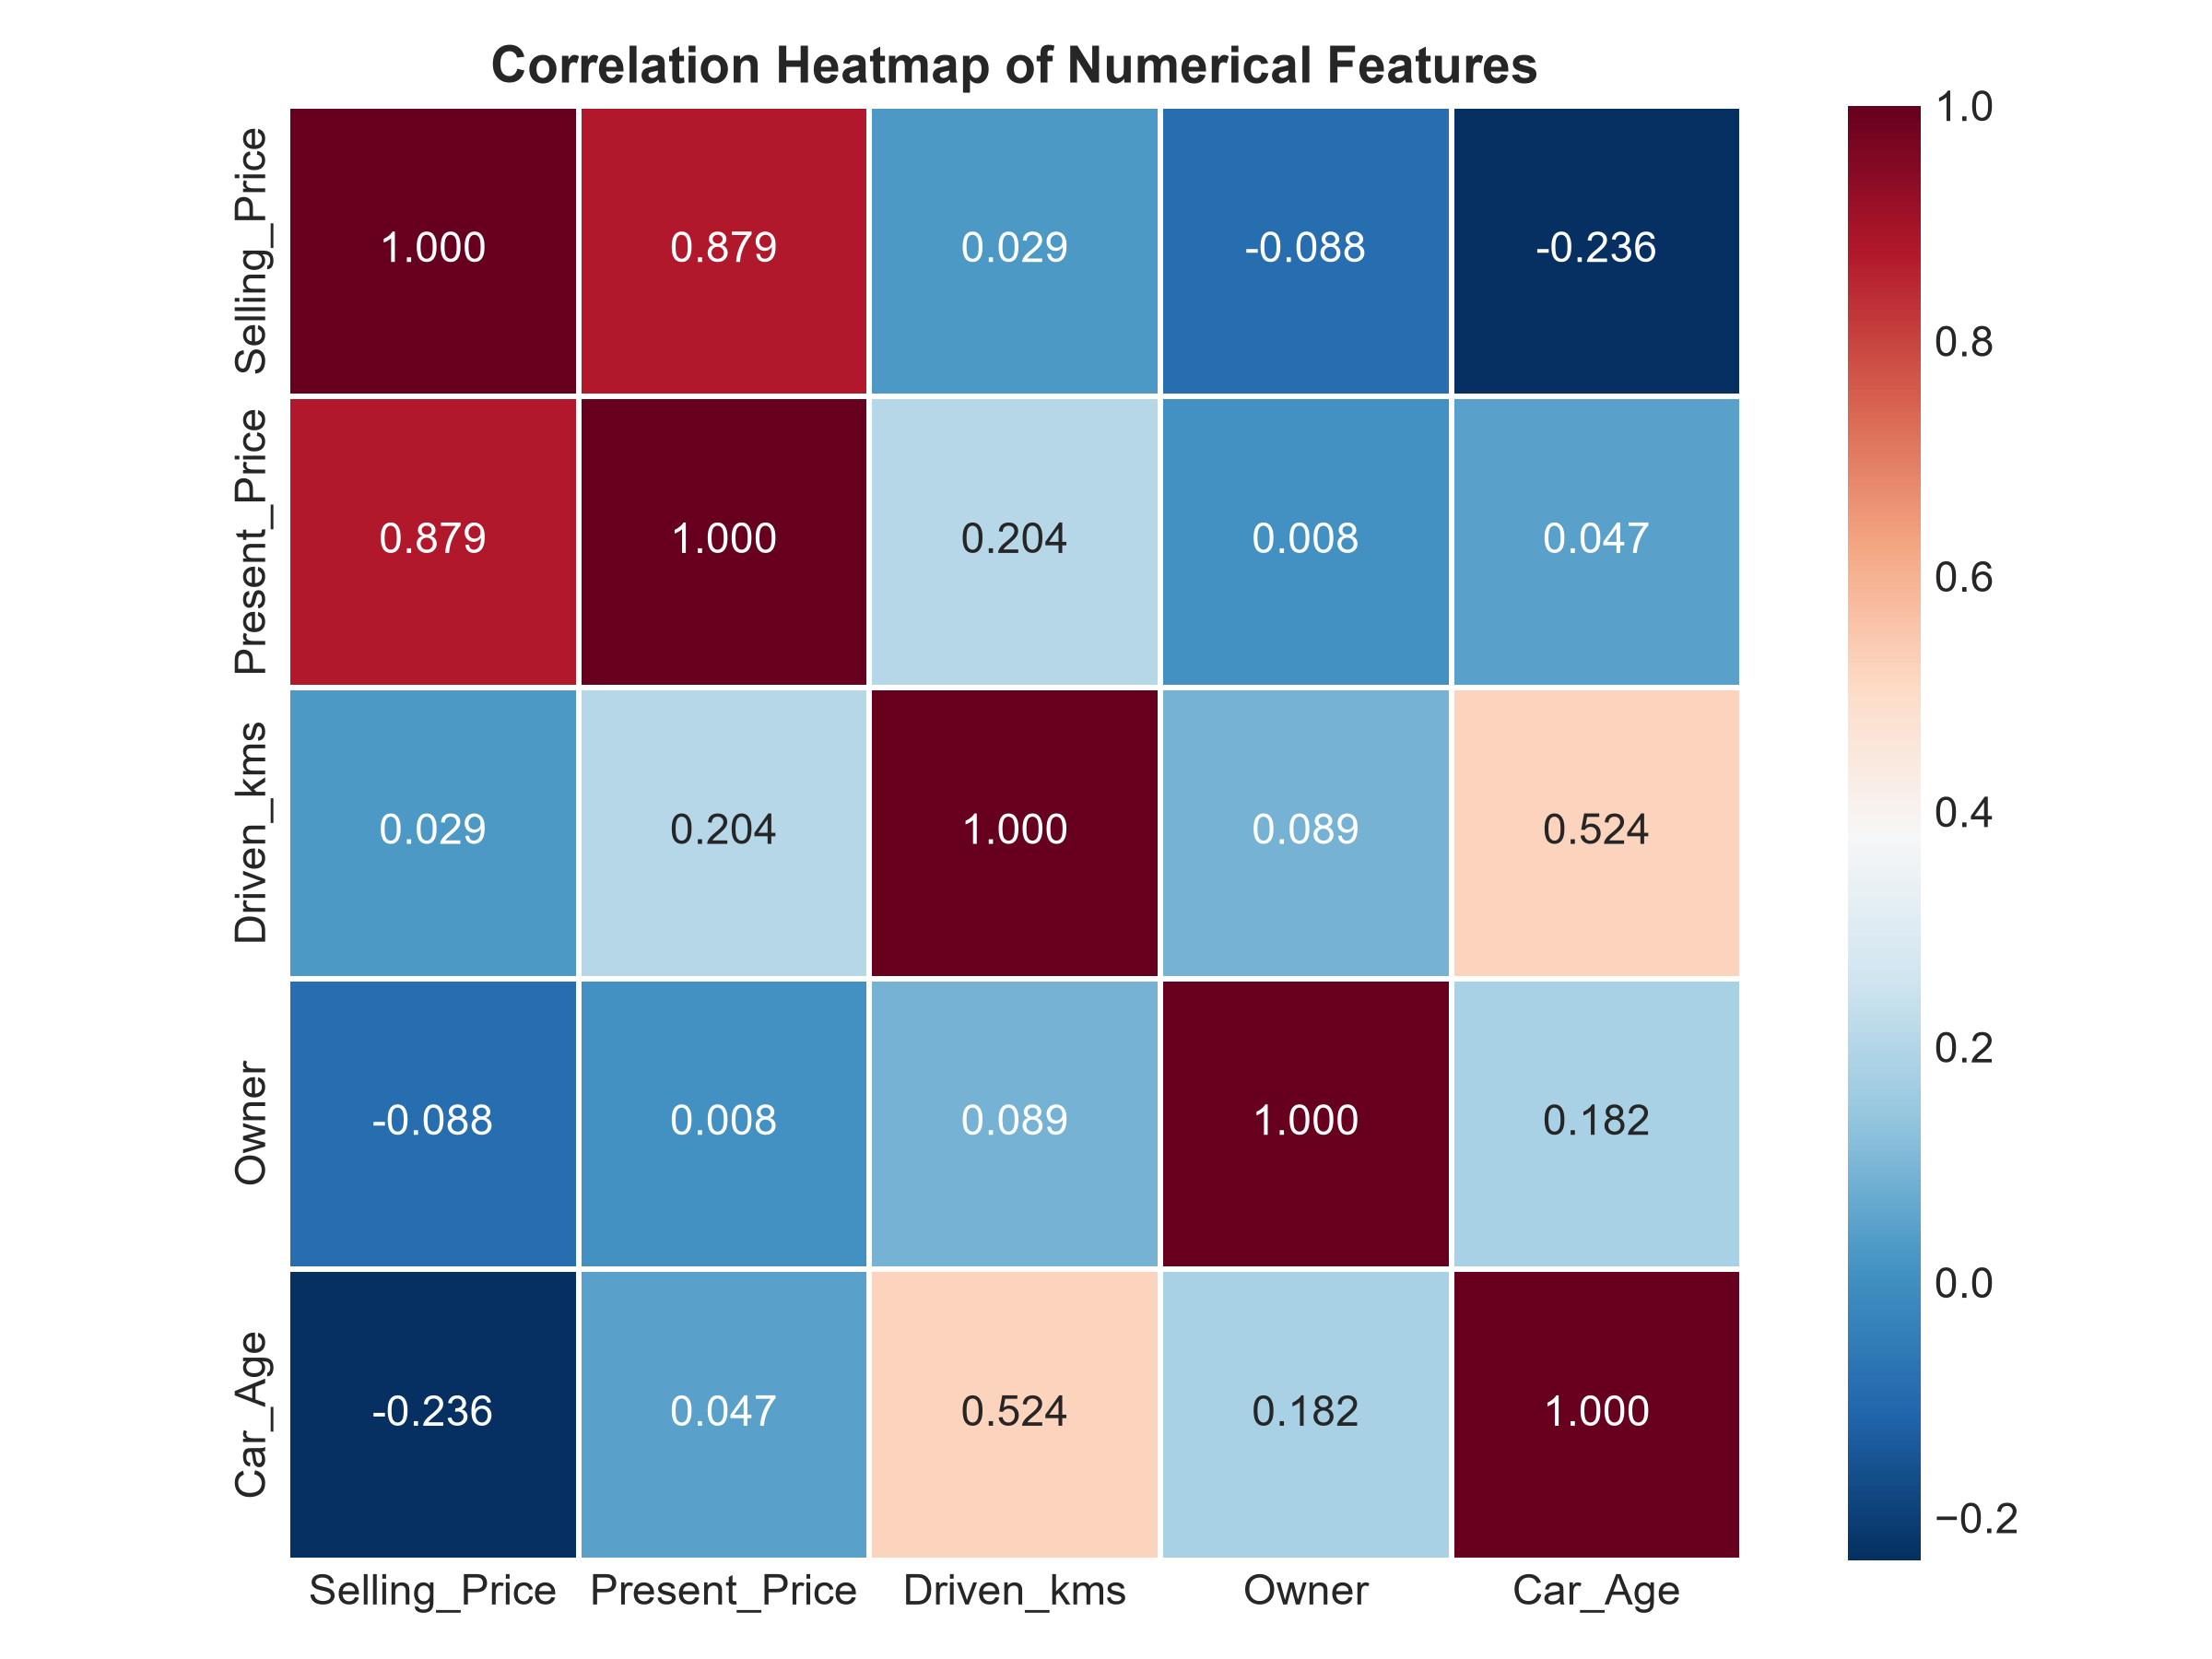 Correlation Heatmap of Numerical Features
Selling_Price 1.000 0.879 0.029 -0.088 -0.236
Present_Price 0.879 1.000 0.204 0.008 0.047
Driven_kms 0.029 0.204 1.000 0.089 0.524
Owner -0.088 0.008 0.089 1.000 0.182
Car_Age -0.236 0.047 0.524 0.182 1.000
Selling_Price Present_Price Driven_kms Owner Car_Age
1.0
0.8
0.6
0.4
0.2
0.0
−0.2